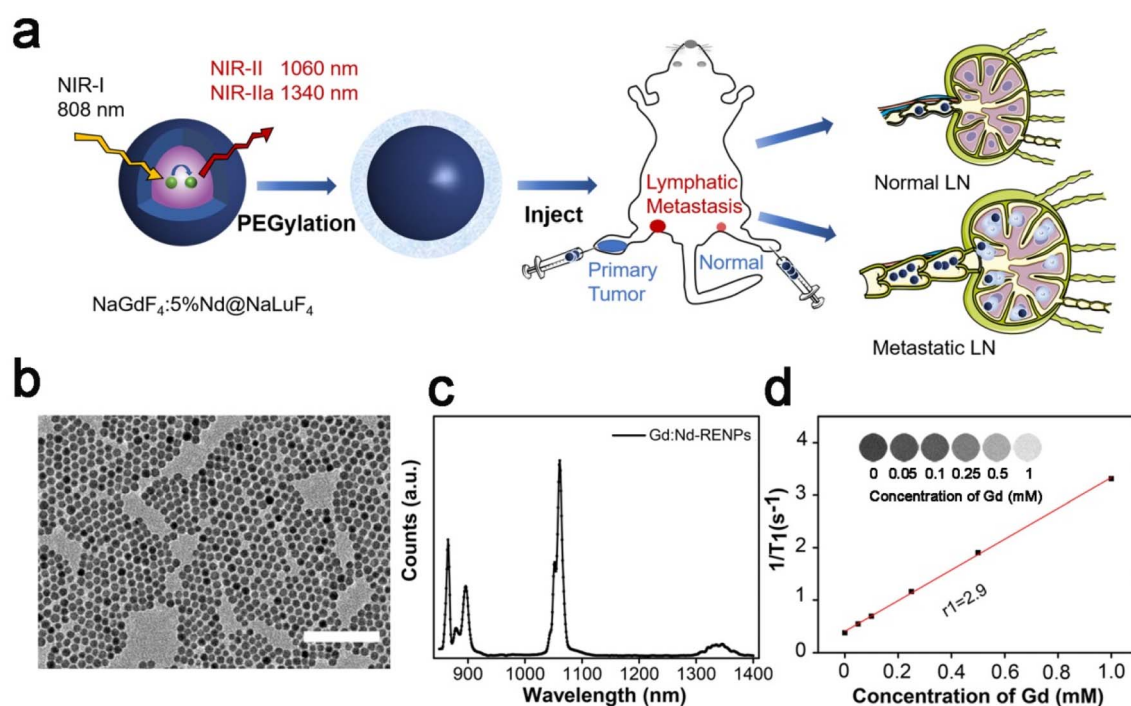 a
NIR-I
808 nm
NIR-II 1060 nm
NIR-IIa 1340 nm
PEGylation
NaGdF₄:5%Nd@NaLuF₄
Inject
Lymphatic
Metastasis
Primary
Tumor
Normal
Normal LN
Metastatic LN
b
c
Gd:Nd-RENPs
Counts (a.u.)
900 1000 1100 1200 1300 1400
Wavelength (nm)
d
4
3
2
1
0
1/T1(s⁻¹)
0 0.05 0.1 0.25 0.5 1
Concentration of Gd (mM)
r1=2.9
0.0 0.2 0.4 0.6 0.8 1.0
Concentration of Gd (mM)